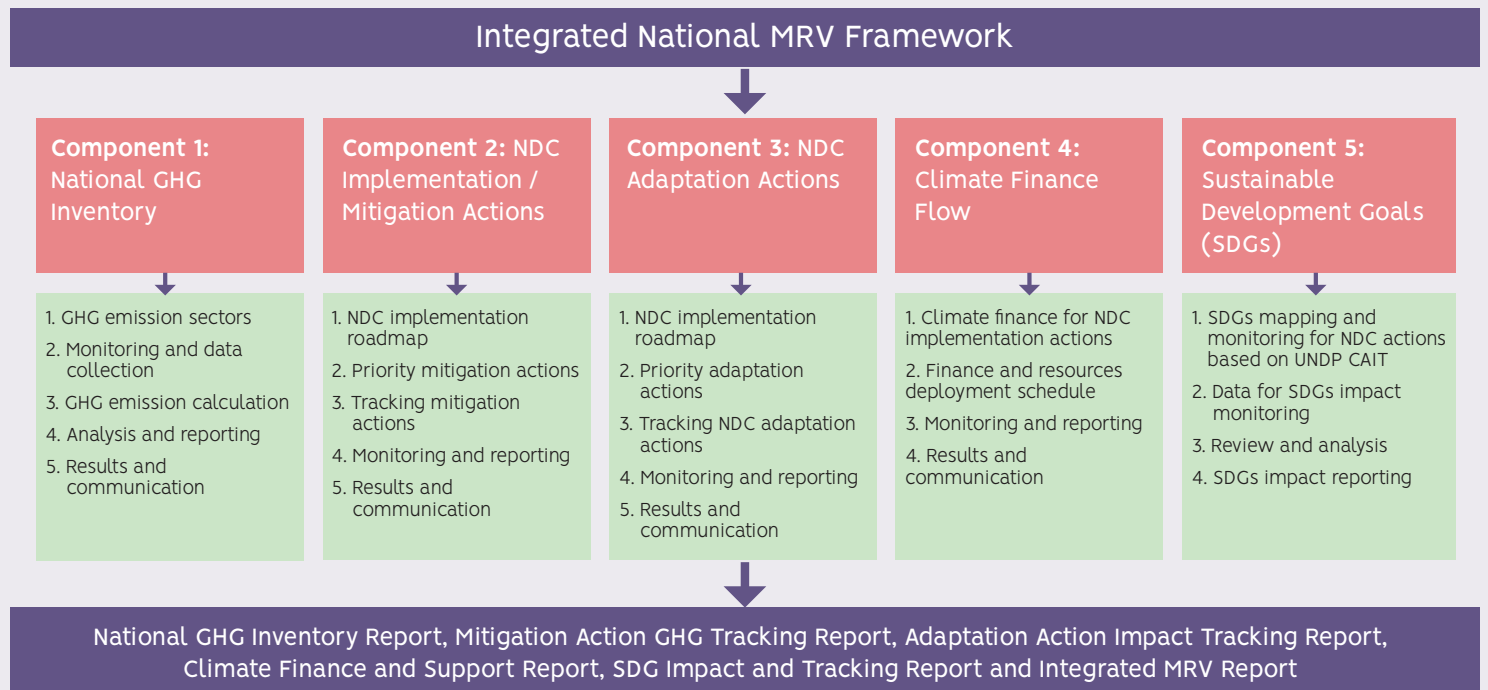 Integrated National MRV Framework
Component 1:
National GHG
Inventory
Component 2: NDC
Implementation /
Mitigation Actions
Component 3: NDC
Adaptation Actions
Component 4:
Climate Finance
Flow
Component 5:
Sustainable
Development Goals
(SDGs)
1. GHG emission sectors
2. Monitoring and data
collection
3. GHG emission calculation
4. Analysis and reporting
5. Results and
communication
1. NDC implementation
roadmap
2. Priority mitigation actions
3. Tracking mitigation
actions
4. Monitoring and reporting
5. Results and
communication
1. NDC implementation
roadmap
2. Priority adaptation
actions
3. Tracking NDC adaptation
actions
4. Monitoring and reporting
5. Results and
communication
1. Climate finance for NDC
implementation actions
2. Finance and resources
deployment schedule
3. Monitoring and reporting
4. Results and
communication
1. SDGs mapping and
monitoring for NDC actions
based on UNDP CAIT
2. Data for SDGs impact
monitoring
3. Review and analysis
4. SDGs impact reporting
National GHG Inventory Report, Mitigation Action GHG Tracking Report, Adaptation Action Impact Tracking Report,
Climate Finance and Support Report, SDG Impact and Tracking Report and Integrated MRV Report